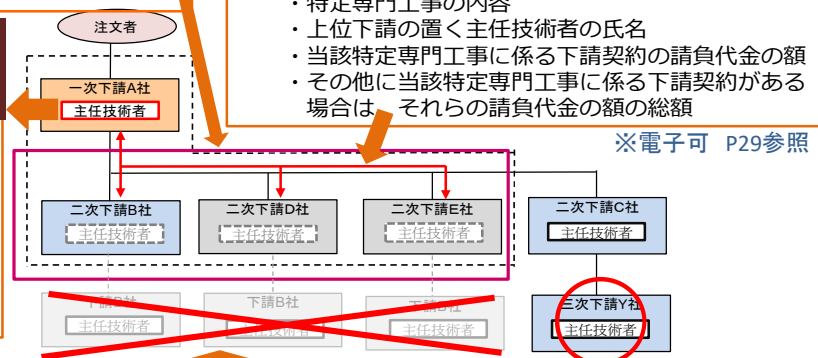 ・特定専門工事の内容
・上位下請の置く主任技術者の氏名
・当該特定専門工事に係る下請契約の請負代金の額
・その他に当該特定専門工事に係る下請契約がある
場合は、それらの請負代金の額の総額
※電子可 P29参照
注文者
一次下請A社
主任技術者
二次下請B社
主任技術者
二次下請D社
主任技術者
二次下請E社
主任技術者
二次下請C社
主任技術者
主任技術者
下請B社
主任技術者
主任技術者
三次下請Y社
主任技術者